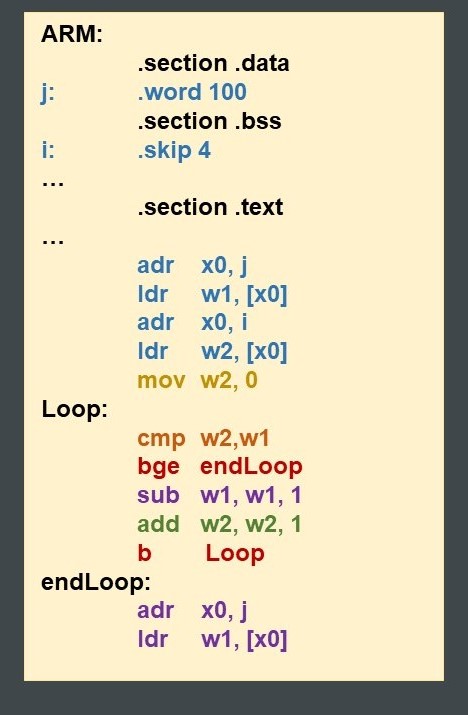 ARM:
.section .data
j: .word 100
.section .bss
i: .skip 4
...
.section .text
...
adr x0, j
ldr w1, [x0]
adr x0, i
ldr w2, [x0]
mov w2, 0
Loop:
cmp w2,w1
bge endLoop
sub w1, w1, 1
add w2, w2, 1
b Loop
endLoop:
adr x0, j
ldr w1, [x0]